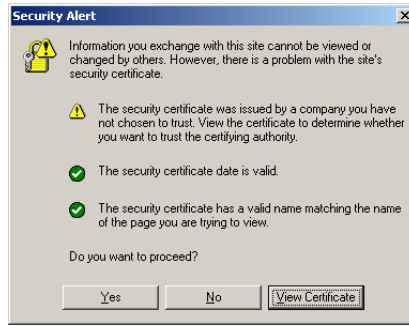 Security Alert
Information you exchange with this site cannot be viewed or
changed by others. However, there is a problem with the site's
security certificate.
The security certificate was issued by a company you have
not chosen to trust. View the certificate to determine whether
you want to trust the certifying authority.
The security certificate date is valid.
The security certificate has a valid name matching the name
of the page you are trying to view.
Do you want to proceed?
Yes No View Certificate